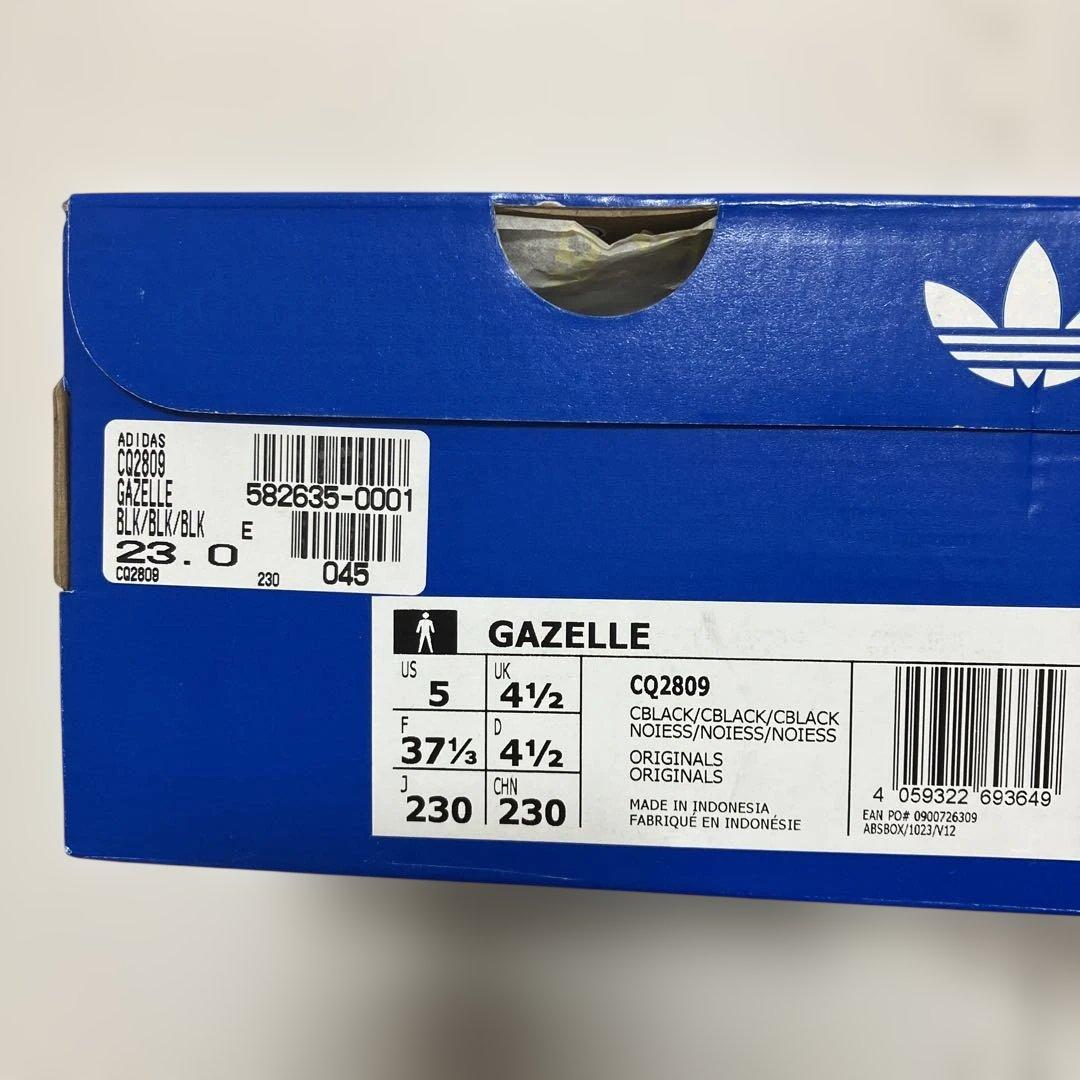 ADIDAS
CQ2809
GAZELLE
582635-0001
BLK/BLK/BLK
E
23.0
CQ2809
230
045
GAZELLE
US
5
UK
4½
F
37⅓
D
4½
J
230
CHN
230
CQ2809
CBLACK/CBLACK/CBLACK
NOIESS/NOIESS/NOIESS
ORIGINALS
ORIGINALS
MADE IN INDONESIA
FABRIQUÉ EN INDONÉSIE
4 059322 693649
EAN PO# 0900726309
ABSBOX/1023/V12